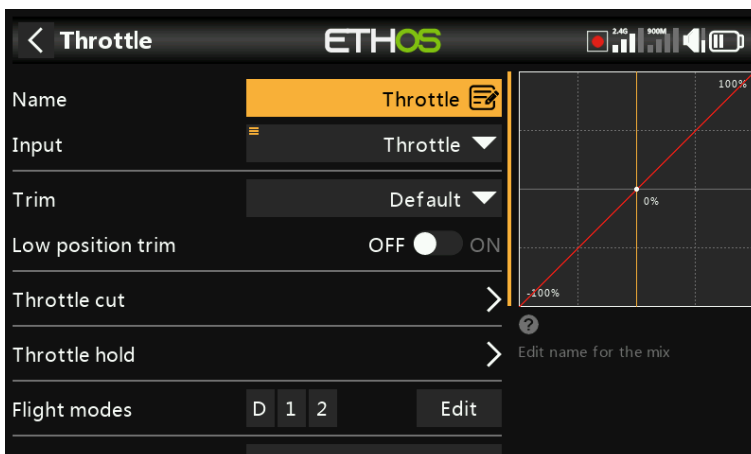 Throttle
ETHOS
2.4G 900M
Name Throttle
Input Throttle
Trim Default
Low position trim OFF ON
Throttle cut
Throttle hold
Flight modes D 1 2 Edit
100%
0%
-100%
?
Edit name for the mix